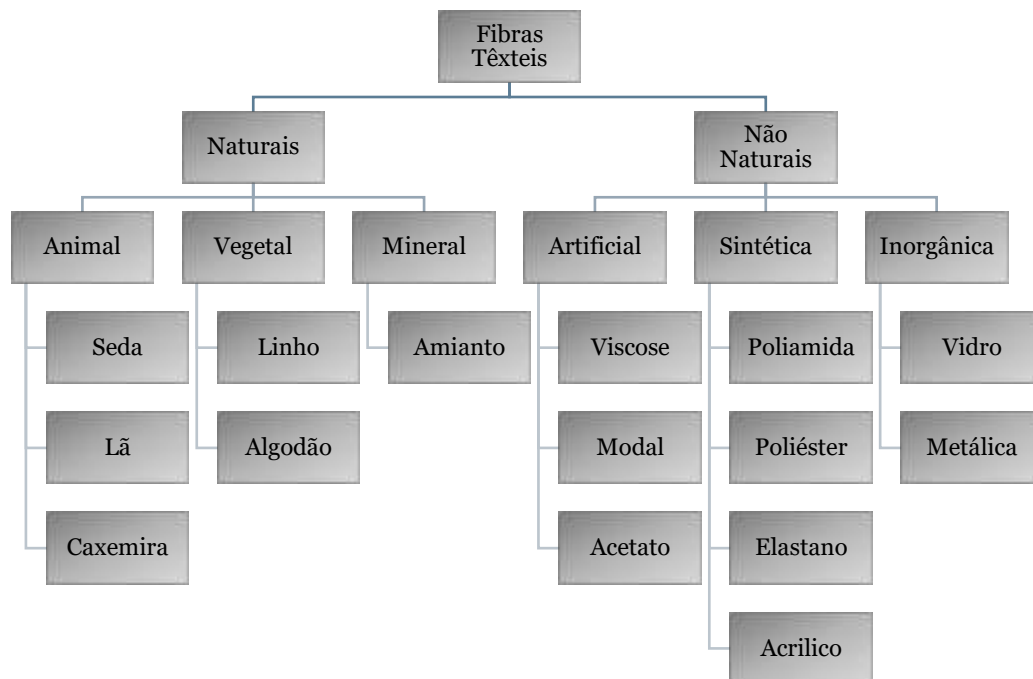 Fibras
Têxteis
Naturais
Não
Naturais
Animal
Vegetal
Mineral
Artificial
Sintética
Inorgânica
Seda
Linho
Amianto
Viscose
Poliamida
Vidro
Lã
Algodão
Modal
Poliéster
Metálica
Caxemira
Acetato
Elastano
Acrilico